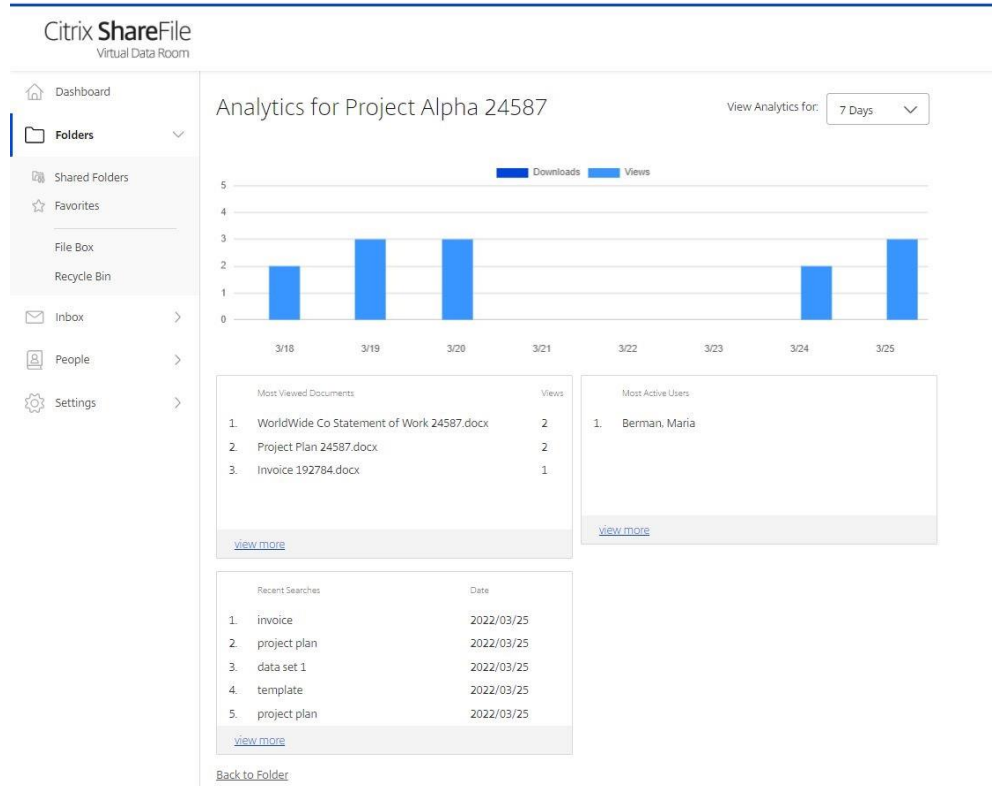 Citrix ShareFile
Virtual Data Room
Dashboard
Folders
Shared Folders
Favorites
File Box
Recycle Bin
Inbox
People
Settings
Analytics for Project Alpha 24587
View Analytics for:
7 Days
Downloads
Views
5
4
3
2
1
0
3/18 3/19 3/20 3/21 3/22 3/23 3/24 3/25
Most Viewed Documents Views
1. WorldWide Co Statement of Work 24587.docx 2
2. Project Plan 24587.docx 2
3. Invoice 192784.docx 1
view more
Most Active Users
1. Berman, Maria
view more
Recent Searches Date
1. invoice 2022/03/25
2. project plan 2022/03/25
3. data set 1 2022/03/25
4. template 2022/03/25
5. project plan 2022/03/25
view more
Back to Folder